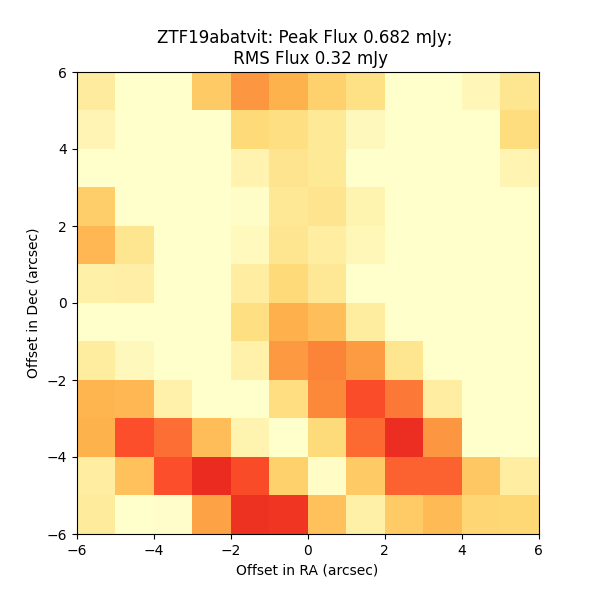 ZTF19abatvit: Peak Flux 0.682 mJy;
RMS Flux 0.32 mJy
6
4
2
0
−2
−4
−6
Offset in Dec (arcsec)
−6 −4 −2 0 2 4 6
Offset in RA (arcsec)